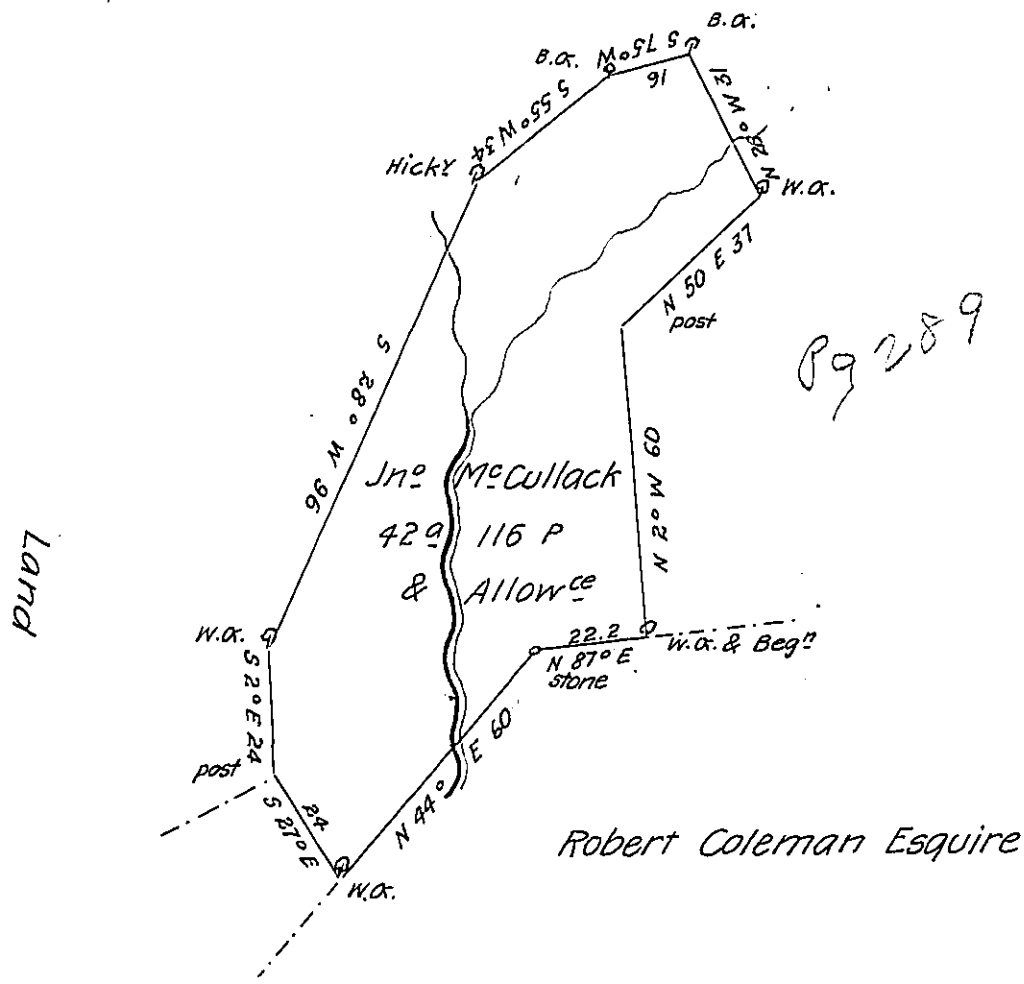 B.O.
B.O.
S 75° W
16
S 55° W 34
N 28° W 31
Hicky
W.O.
N 50 E 37
post
Pg 289
S 28° W 96
N 2° W 60
Jno McCullack
42a 116 P
& Allowce
Land
W.O.
22.2
N 87° E
stone
W.O. & Begn
S 2° E 24
post
24
S 27° E
N 44° E 60
W.O.
Robert Coleman Esquire